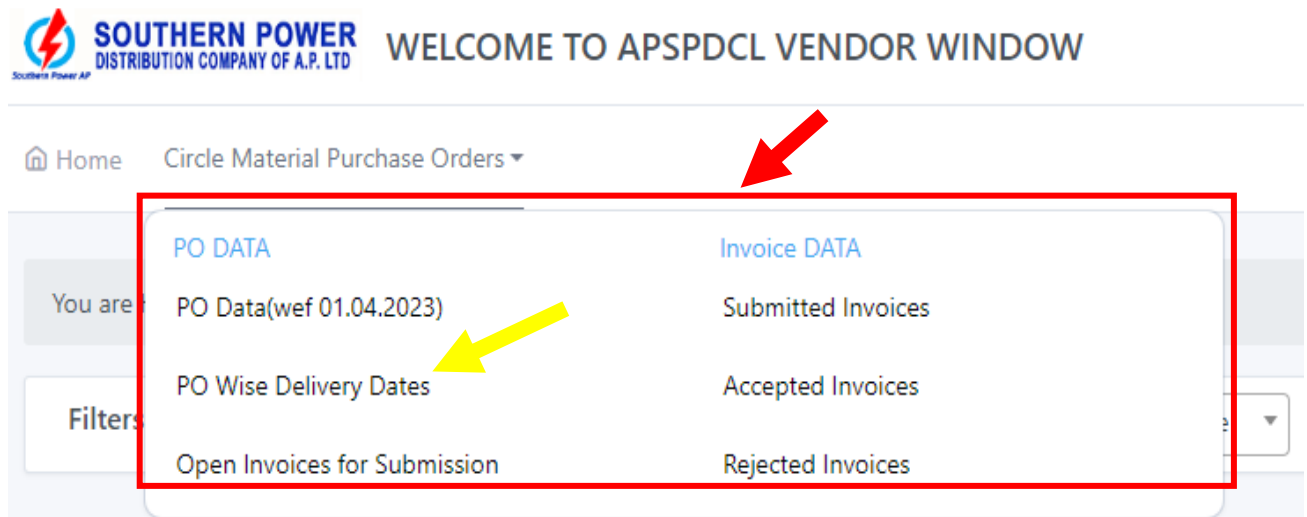 SOUTHERN POWER
DISTRIBUTION COMPANY OF A.P. LTD
Southern Power AP
WELCOME TO APSPDCL VENDOR WINDOW
Home Circle Material Purchase Orders
PO DATA Invoice DATA
You are
PO Data(wef 01.04.2023) Submitted Invoices
PO Wise Delivery Dates Accepted Invoices
Filters
Open Invoices for Submission Rejected Invoices